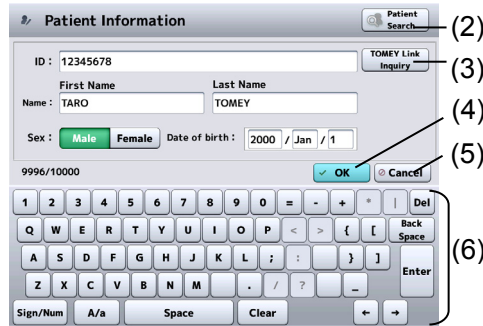 Patient Information
Patient
Search
(2)
ID : 12345678
TOMEY Link
Inquiry
(3)
First Name Last Name
Name : TARO TOMEY
(4)
Sex : Male Female Date of birth : 2000 / Jan / 1
(5)
9996/10000 OK Cancel
1 2 3 4 5 6 7 8 9 0 = - + * | Del
Q W E R T Y U I O P < > { [ Back Space
(6)
A S D F G H J K L ; : } ] Enter
Z X C V B N M . / ? _
Sign/Num A/a Space Clear ← →